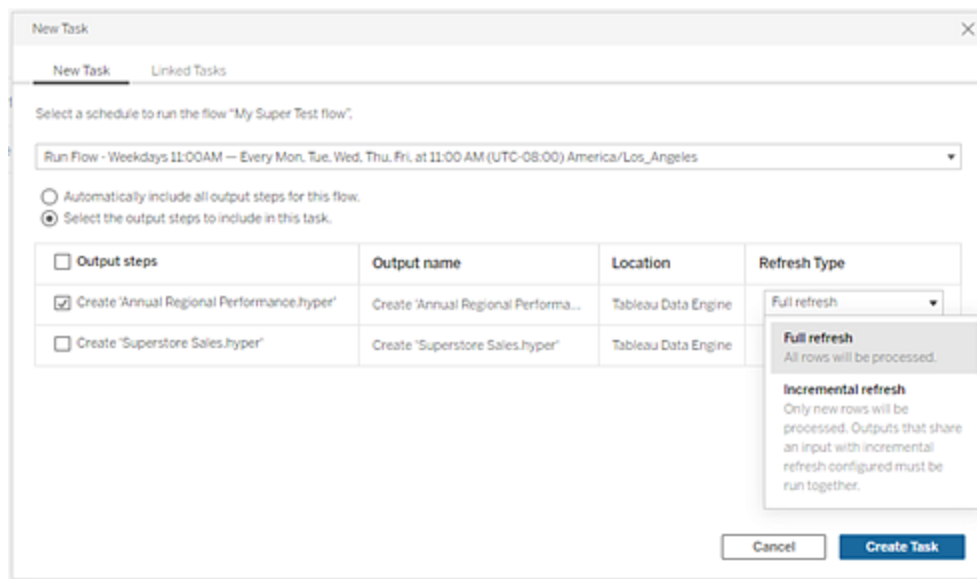 New Task
New Task
Linked Tasks
Select a schedule to run the flow "My Super Test flow".
Run Flow - Weekdays 11:00AM — Every Mon, Tue, Wed, Thu, Fri, at 11:00 AM (UTC-08:00) America/Los_Angeles
Automatically include all output steps for this flow.
Select the output steps to include in this task.
Output steps
Output name
Location
Refresh Type
Create 'Annual Regional Performance.hyper'
Create 'Annual Regional Performa...
Tableau Data Engine
Full refresh
Create 'Superstore Sales.hyper'
Create 'Superstore Sales.hyper'
Tableau Data Engine
Full refresh
All rows will be processed.
Incremental refresh
Only new rows will be
processed. Outputs that share
an input with incremental
refresh configured must be
run together.
Cancel
Create Task